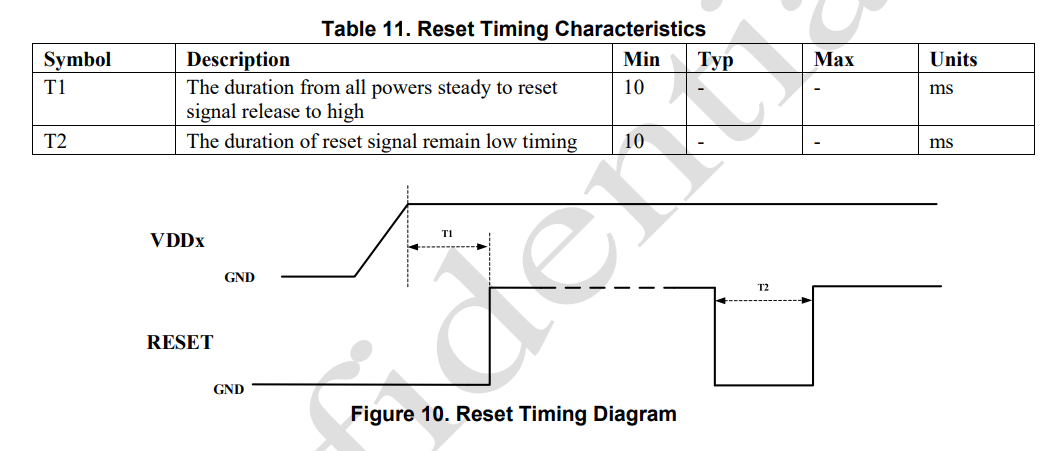 Table 11. Reset Timing Characteristics
Symbol Description Min Typ Max Units
T1 The duration from all powers steady to reset 10 - - ms
signal release to high
T2 The duration of reset signal remain low timing 10 - - ms
VDDx
T1
GND
T2
RESET
GND
Figure 10. Reset Timing Diagram
fidentia